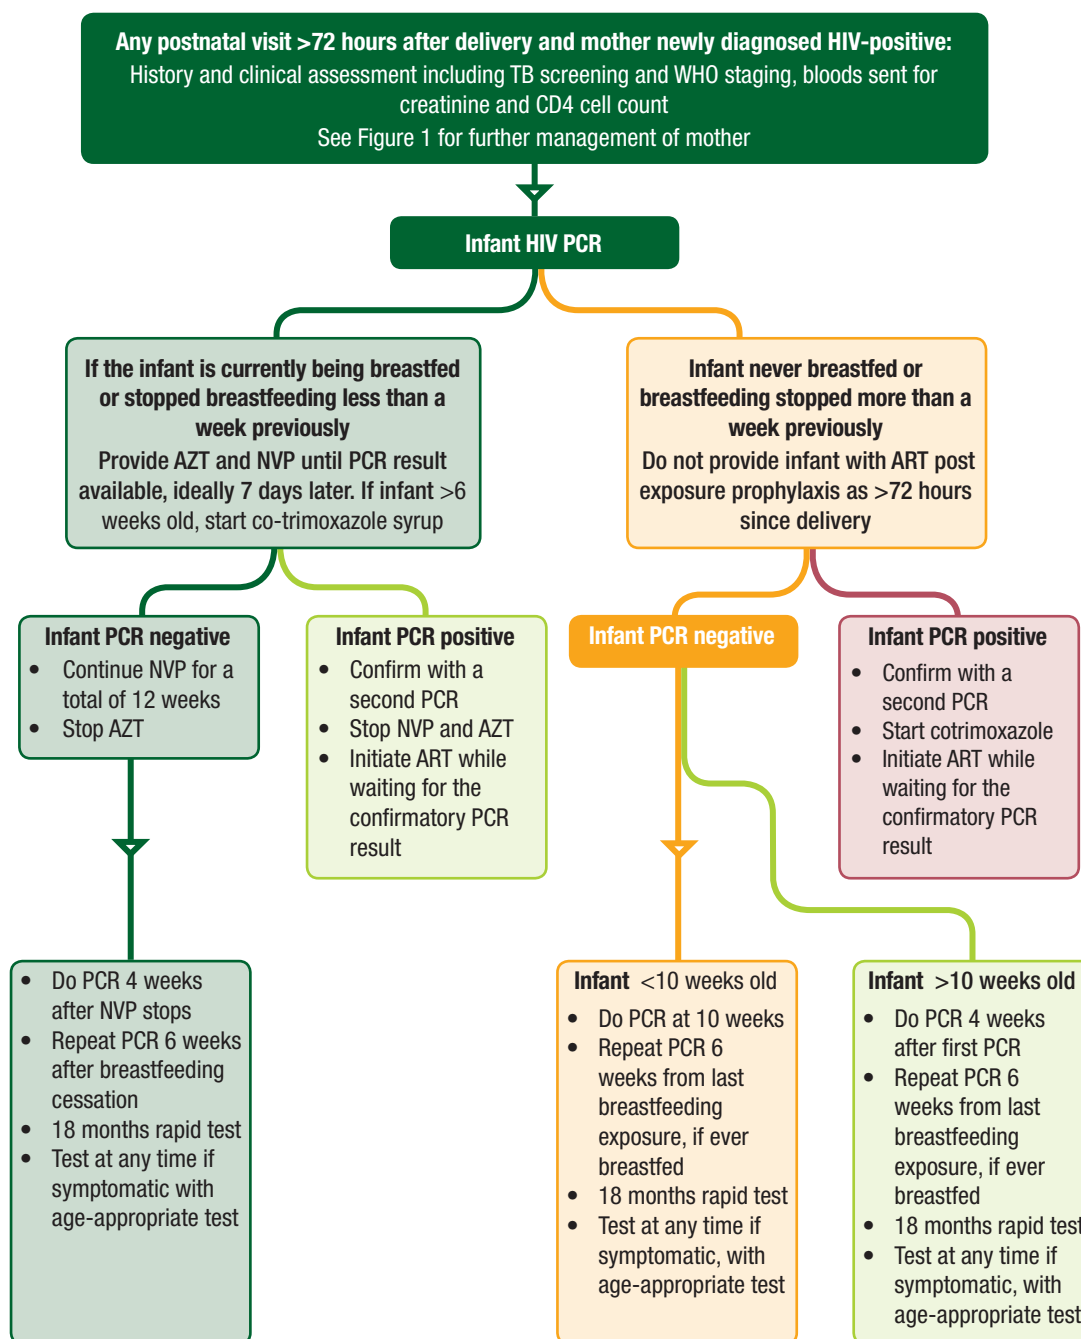 Any postnatal visit >72 hours after delivery and mother newly diagnosed HIV-positive:
History and clinical assessment including TB screening and WHO staging, bloods sent for
creatinine and CD4 cell count
See Figure 1 for further management of mother
Infant HIV PCR
If the infant is currently being breastfed
or stopped breastfeeding less than a
week previously
Provide AZT and NVP until PCR result
available, ideally 7 days later. If infant >6
weeks old, start co-trimoxazole syrup
Infant never breastfed or
breastfeeding stopped more than a
week previously
Do not provide infant with ART post
exposure prophylaxis as >72 hours
since delivery
Infant PCR negative
• Continue NVP for a
total of 12 weeks
• Stop AZT
Infant PCR positive
• Confirm with a
second PCR
• Stop NVP and AZT
• Initiate ART while
waiting for the
confirmatory PCR
result
Infant PCR negative
Infant PCR positive
• Confirm with a
second PCR
• Start cotrimoxazole
• Initiate ART while
waiting for the
confirmatory PCR
result
• Do PCR 4 weeks
after NVP stops
• Repeat PCR 6 weeks
after breastfeeding
cessation
• 18 months rapid test
• Test at any time if
symptomatic with
age-appropriate test
Infant <10 weeks old
• Do PCR at 10 weeks
• Repeat PCR 6
weeks from last
breastfeeding
exposure, if ever
breastfed
• 18 months rapid test
• Test at any time if
symptomatic, with
age-appropriate test
Infant >10 weeks old
• Do PCR 4 weeks
after first PCR
• Repeat PCR 6
weeks from last
breastfeeding
exposure, if ever
breastfed
• 18 months rapid test
• Test at any time if
symptomatic, with
age-appropriate test